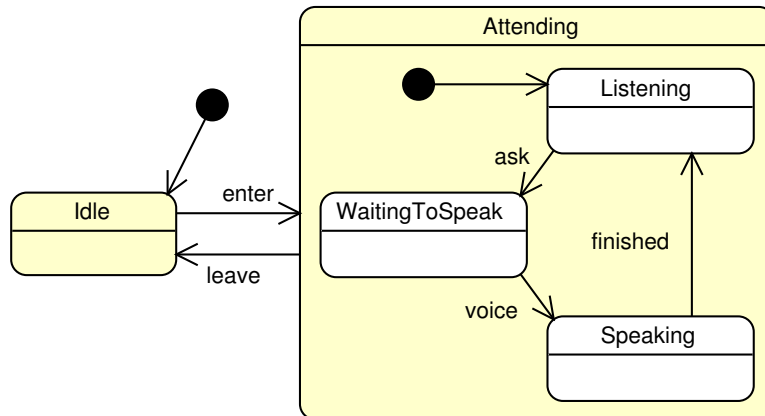 Attending
Listening
ask
Idle
enter
WaitingToSpeak
finished
leave
voice
Speaking